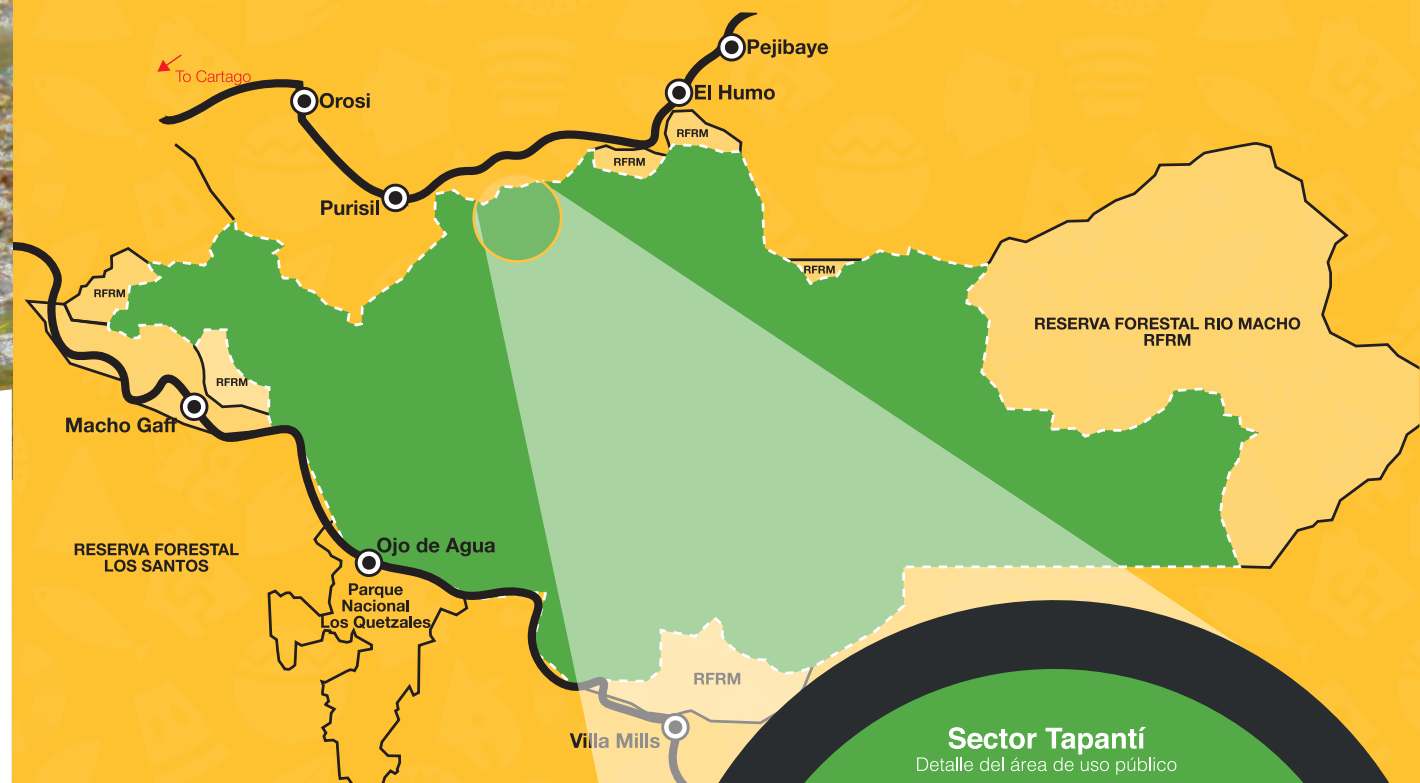 Pejibaye
To Cartago
Orosi
El Humo
RFRM
RFRM
Purisil
RFRM
RFRM
RESERVA FORESTAL RIO MACHO
RFRM
RFRM
Macho Gaff
Ojo de Agua
RESERVA FORESTAL
LOS SANTOS
Parque
Nacional
Los Quetzales
RFRM
Villa Mills
Sector Tapantí
Detalle del área de uso público